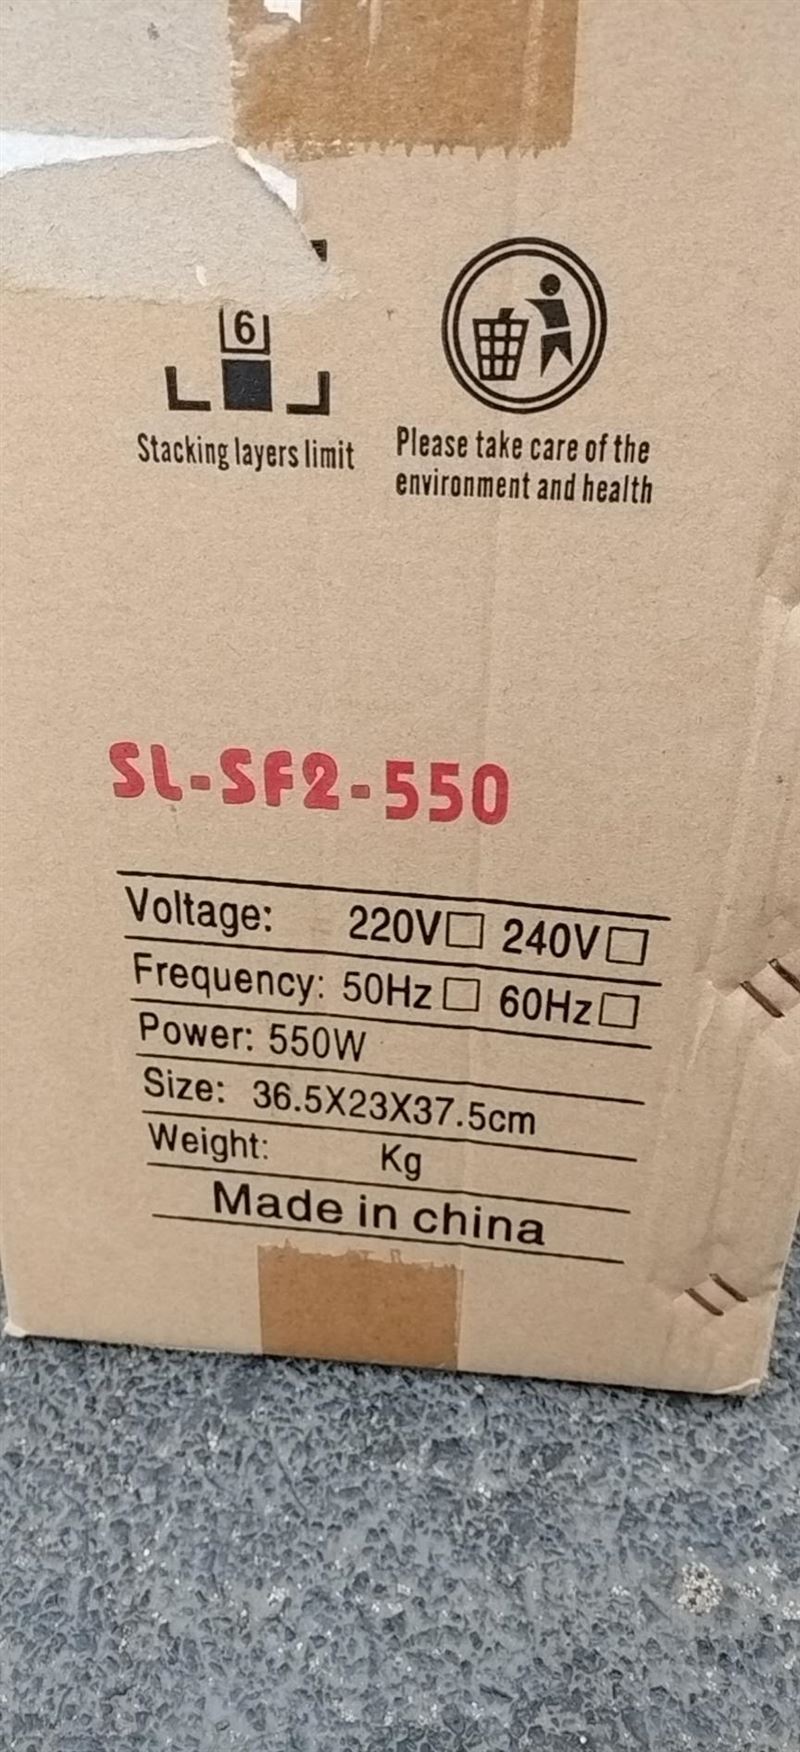 6
Stacking layers limit
Please take care of the
environment and health
SL-SF2-550
Voltage: 220V□ 240V□
Frequency: 50Hz□ 60Hz□
Power: 550W
Size: 36.5X23X37.5cm
Weight: Kg
Made in china